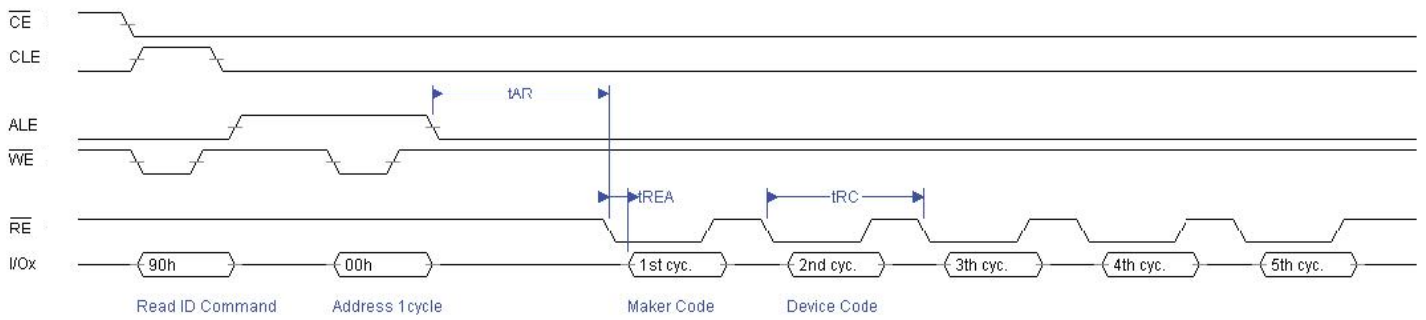 CE
CLE
tAR
ALE
WE
tREA
tRC
RE
I/Ox
90h
00h
1st cyc.
2nd cyc.
3th cyc.
4th cyc.
5th cyc.
Read ID Command
Address 1cycle
Maker Code
Device Code